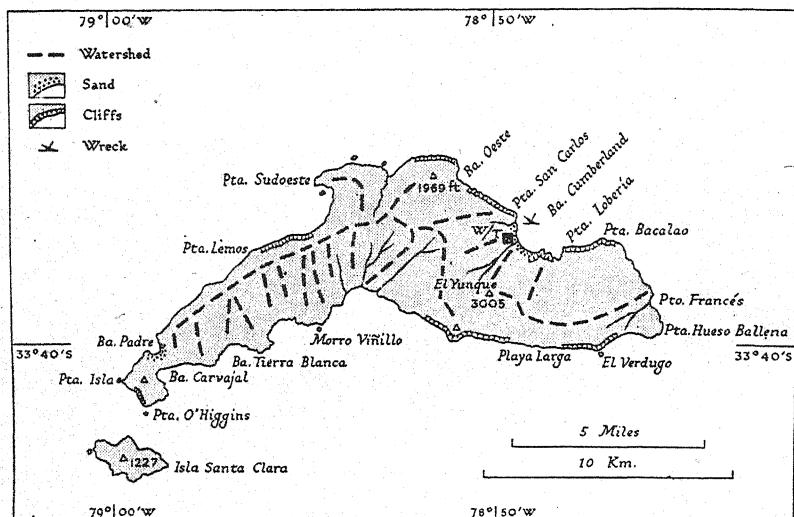 79° 00' W
78° 50' W
Watershed
Sand
Cliffs
Wreck
Ba. Oeste
Pta. San Carlos
Ba. Cumberland
Pta. Lobería
Pta. Sudoeste
1969 ft
Pta. Bacalao
Pta. Lemos
W/T
El Yunque
3005
Pto. Francés
Pta. Hueso Ballena
Ba. Padre
Morro Viñillo
33° 40' S
Ba. Tierra Blanca
Playa Larga
El Verdugo
33° 40' S
Pta. Isla
Ba. Carvajal
Pta. O'Higgins
5 Miles
10 Km.
1227
Isla Santa Clara
79° 00' W
78° 50' W